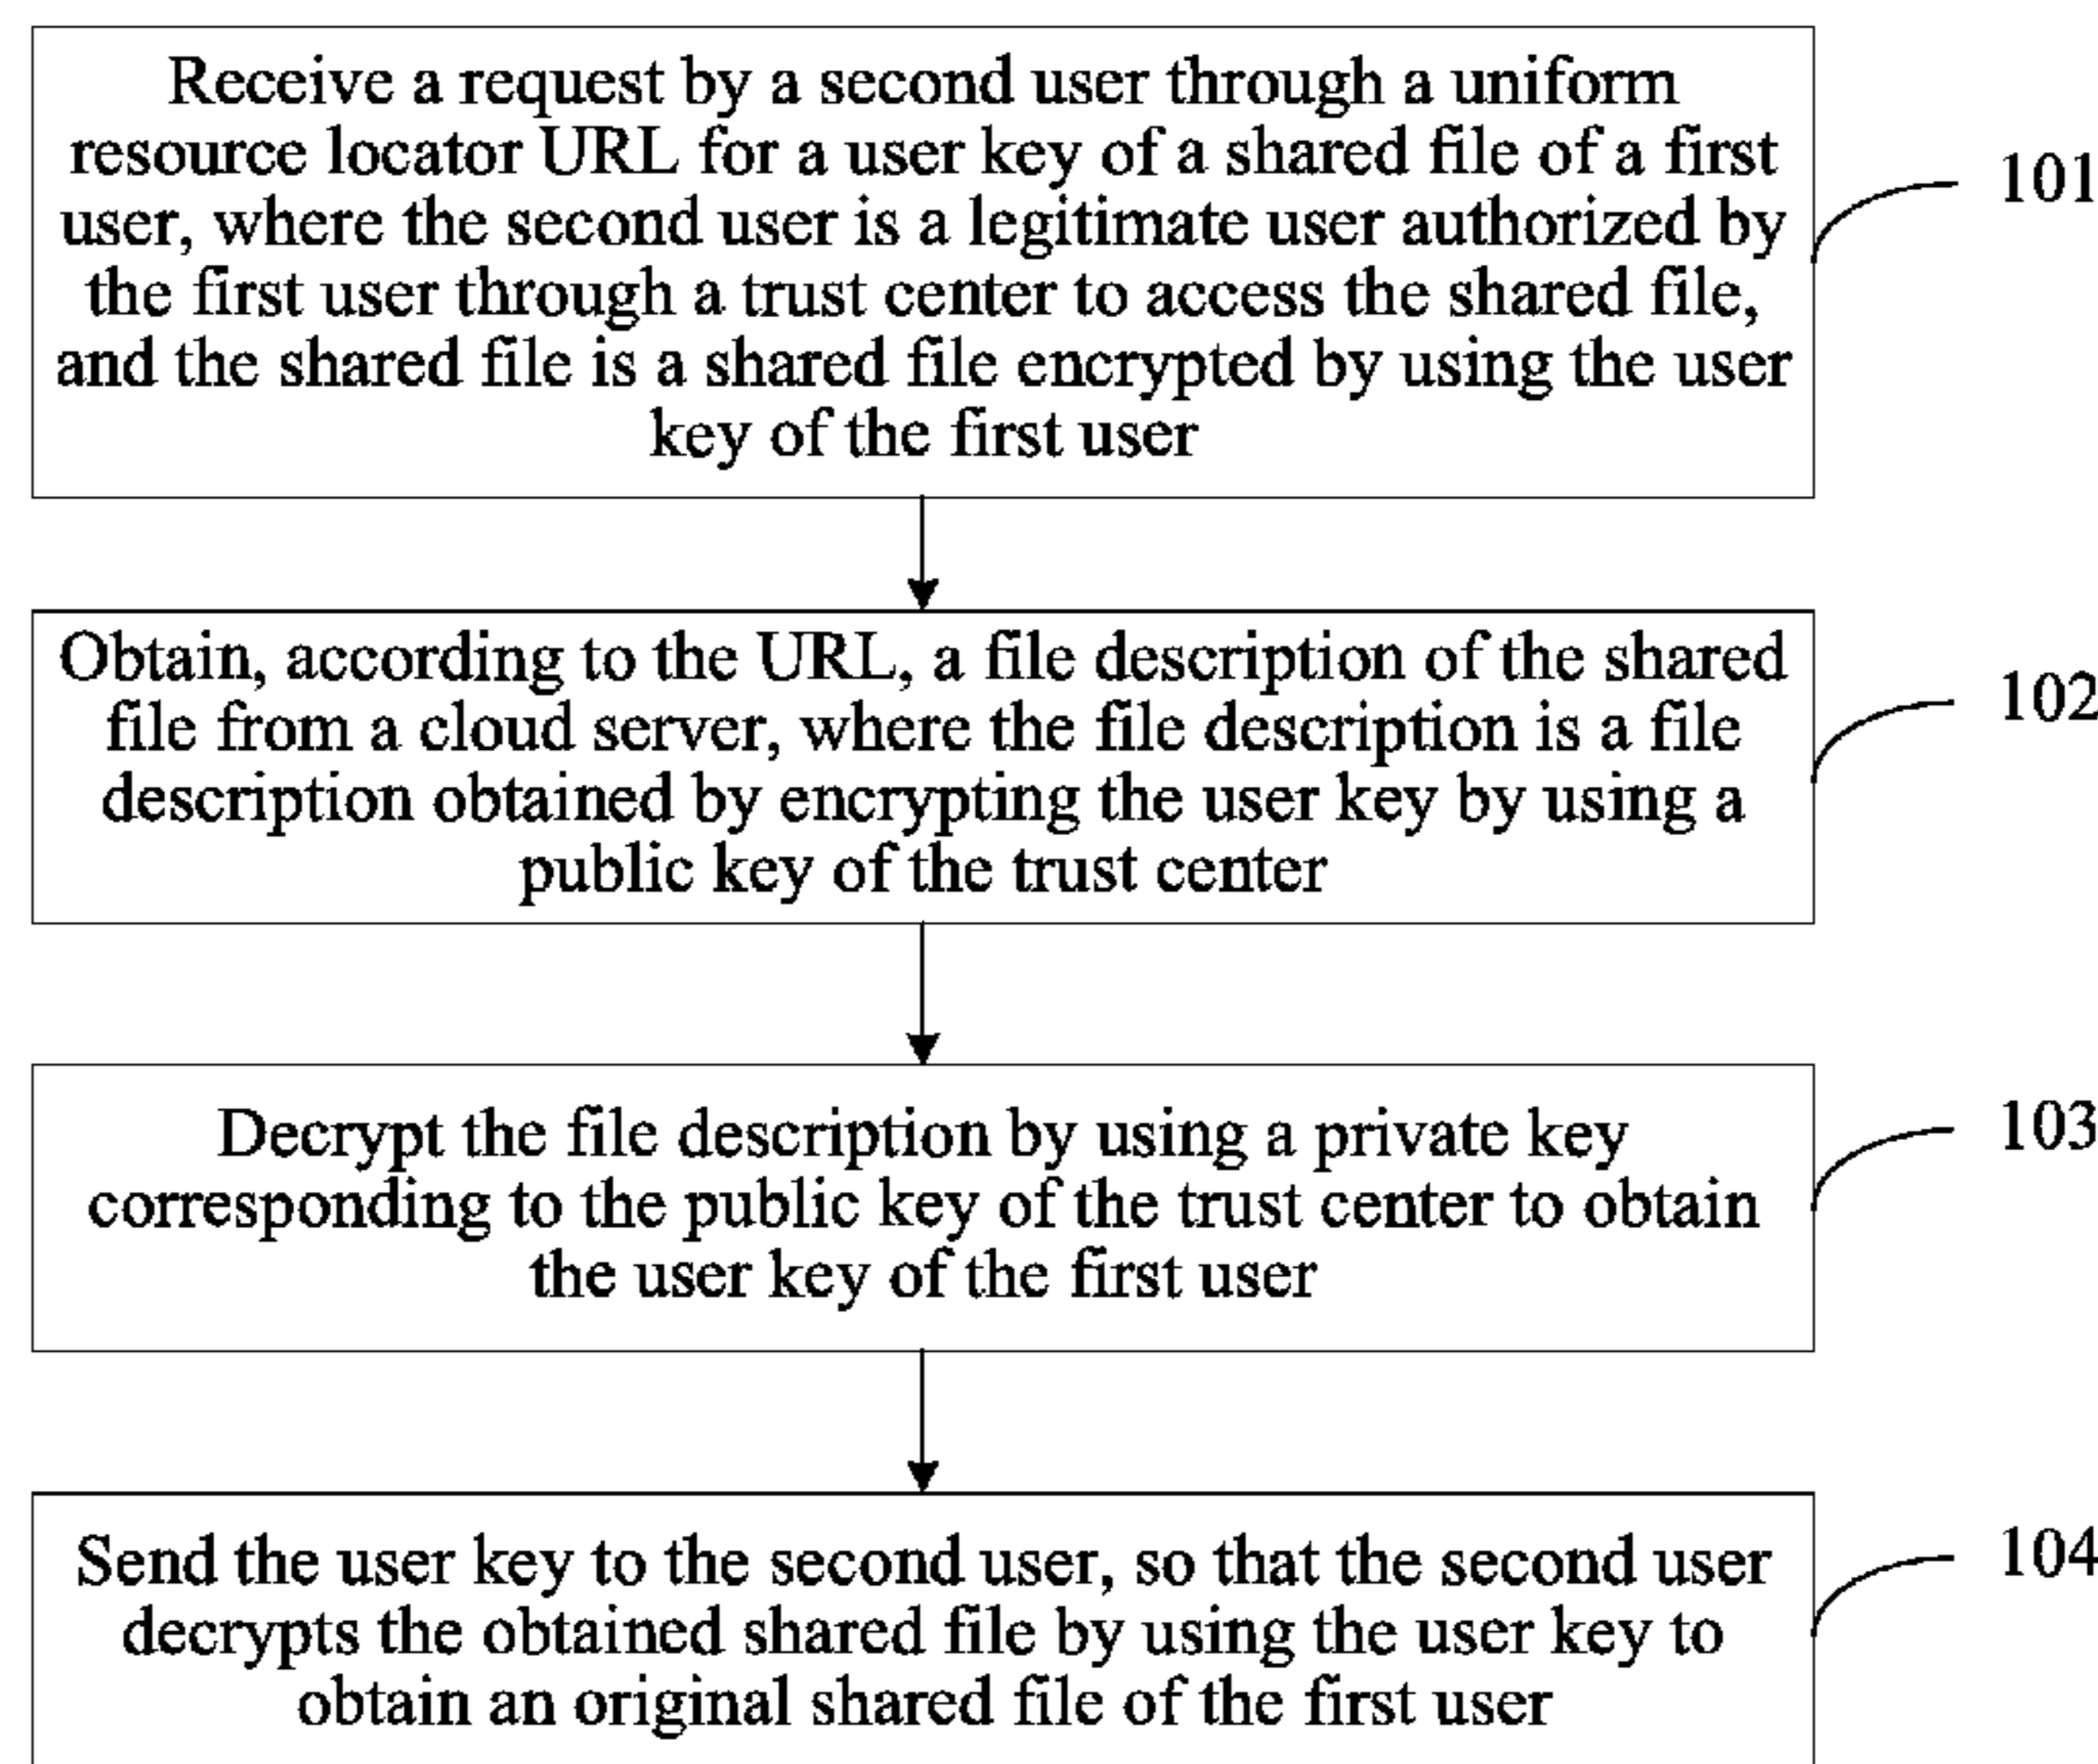 Receive a request by a second user through a uniform
resource locator URL for a user key of a shared file of a first
user, where the second user is a legitimate user authorized by
the first user through a trust center to access the shared file,
and the shared file is a shared file encrypted by using the user
key of the first user
101
Obtain, according to the URL, a file description of the shared
file from a cloud server, where the file description is a file
description obtained by encrypting the user key by using a
public key of the trust center
102
Decrypt the file description by using a private key
corresponding to the public key of the trust center to obtain
the user key of the first user
103
Send the user key to the second user, so that the second user
decrypts the obtained shared file by using the user key to
obtain an original shared file of the first user
104